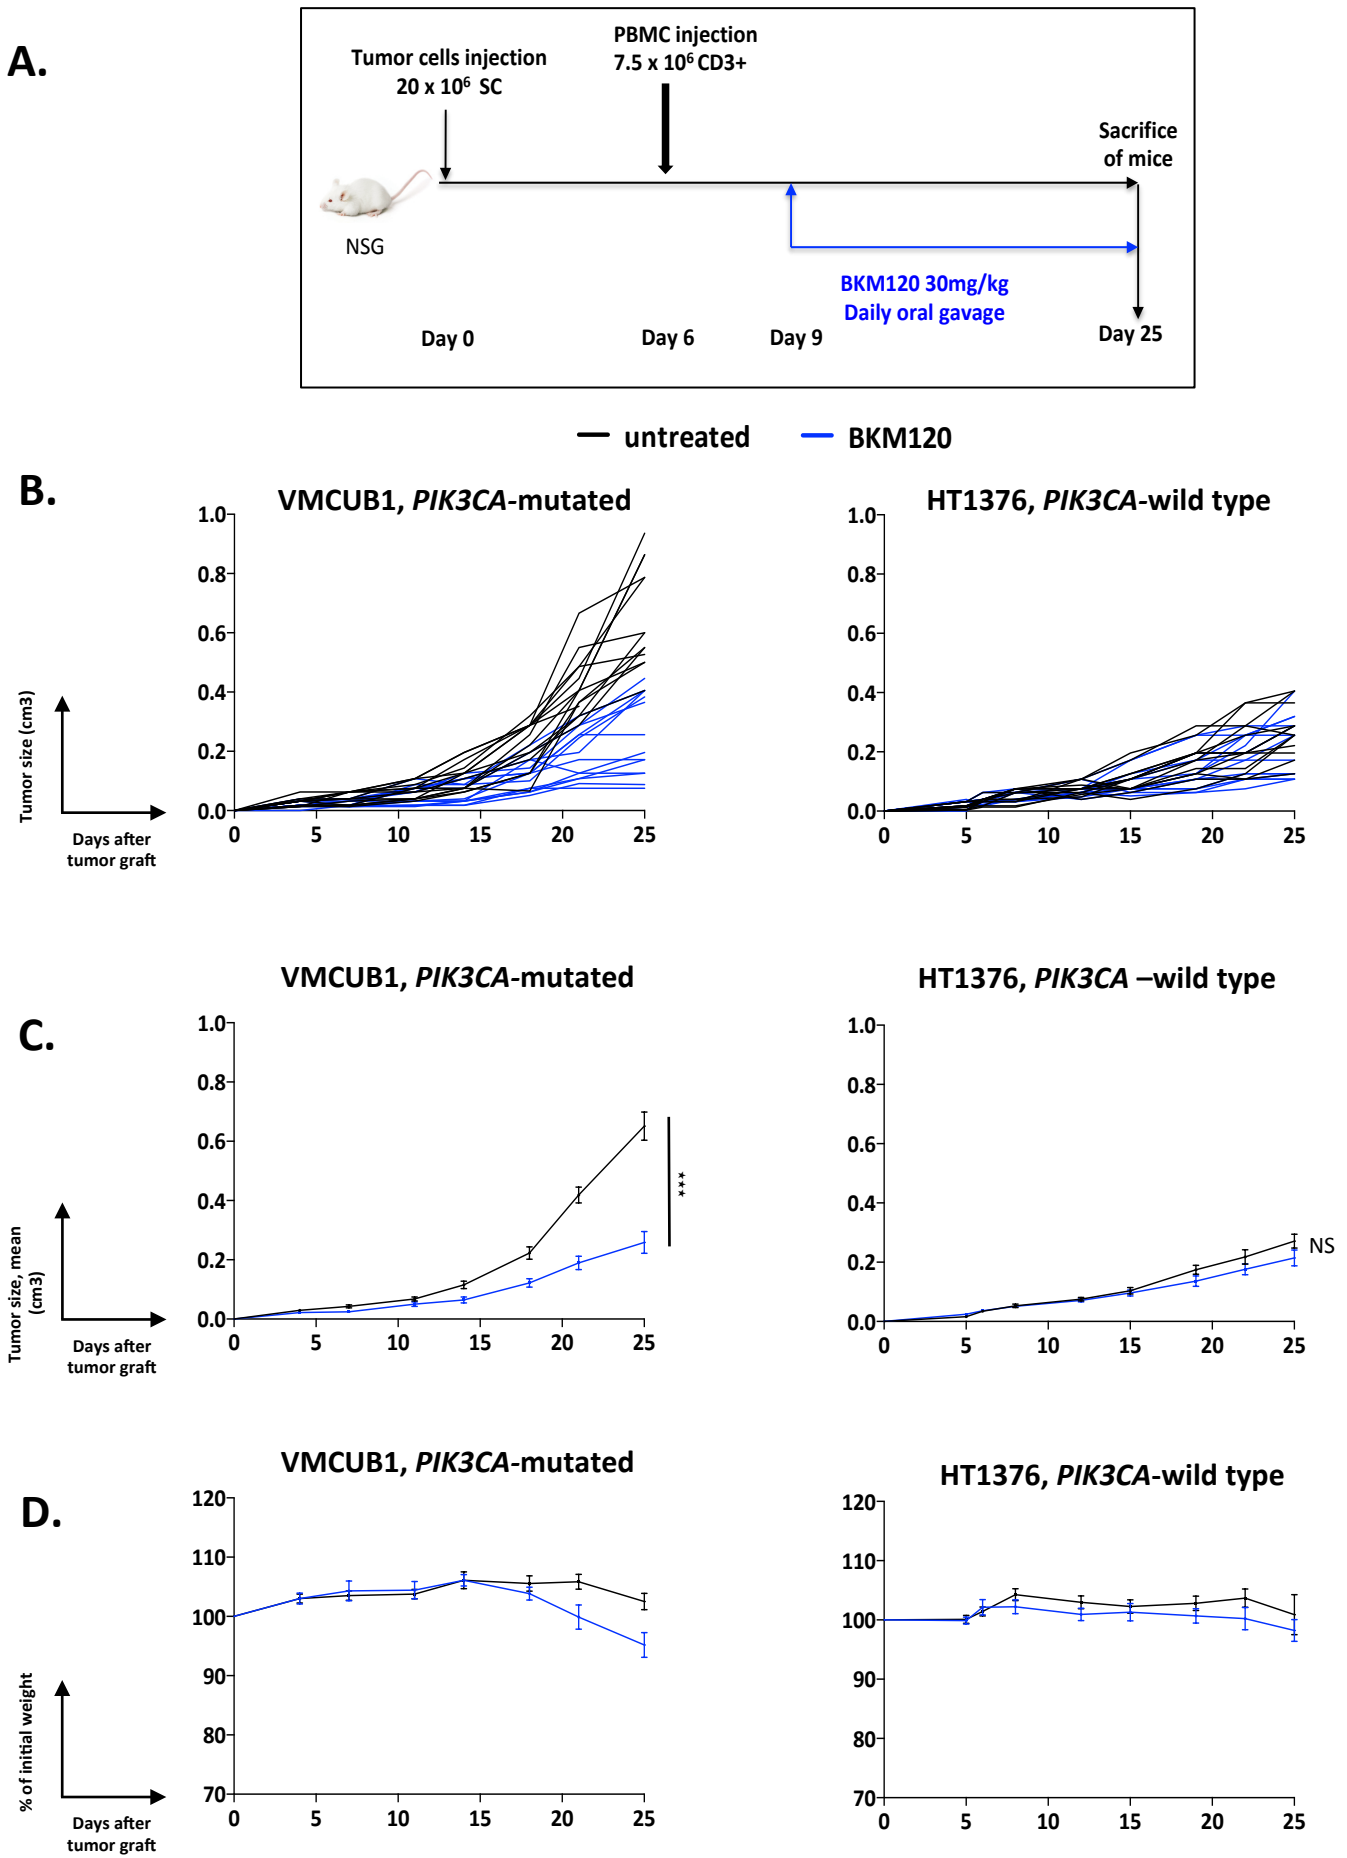 A.
Tumor cells injection
20 x 10⁶ SC
PBMC injection
7.5 x 10⁶ CD3+
Sacrifice
of mice
NSG
BKM120 30mg/kg
Daily oral gavage
Day 0
Day 6
Day 9
Day 25
untreated
BKM120
B.
VMCUB1, PIK3CA-mutated
1.0
0.8
0.6
0.4
0.2
0.0
0 5 10 15 20 25
HT1376, PIK3CA-wild type
1.0
0.8
0.6
0.4
0.2
0.0
0 5 10 15 20 25
Tumor size (cm3)
Days after
tumor graft
C.
VMCUB1, PIK3CA-mutated
1.0
0.8
0.6
0.4
0.2
0.0
0 5 10 15 20 25
***
HT1376, PIK3CA –wild type
1.0
0.8
0.6
0.4
0.2
0.0
0 5 10 15 20 25
NS
Tumor size, mean
(cm3)
Days after
tumor graft
D.
VMCUB1, PIK3CA-mutated
120
110
100
90
80
70
0 5 10 15 20 25
HT1376, PIK3CA-wild type
120
110
100
90
80
70
0 5 10 15 20 25
% of initial weight
Days after
tumor graft